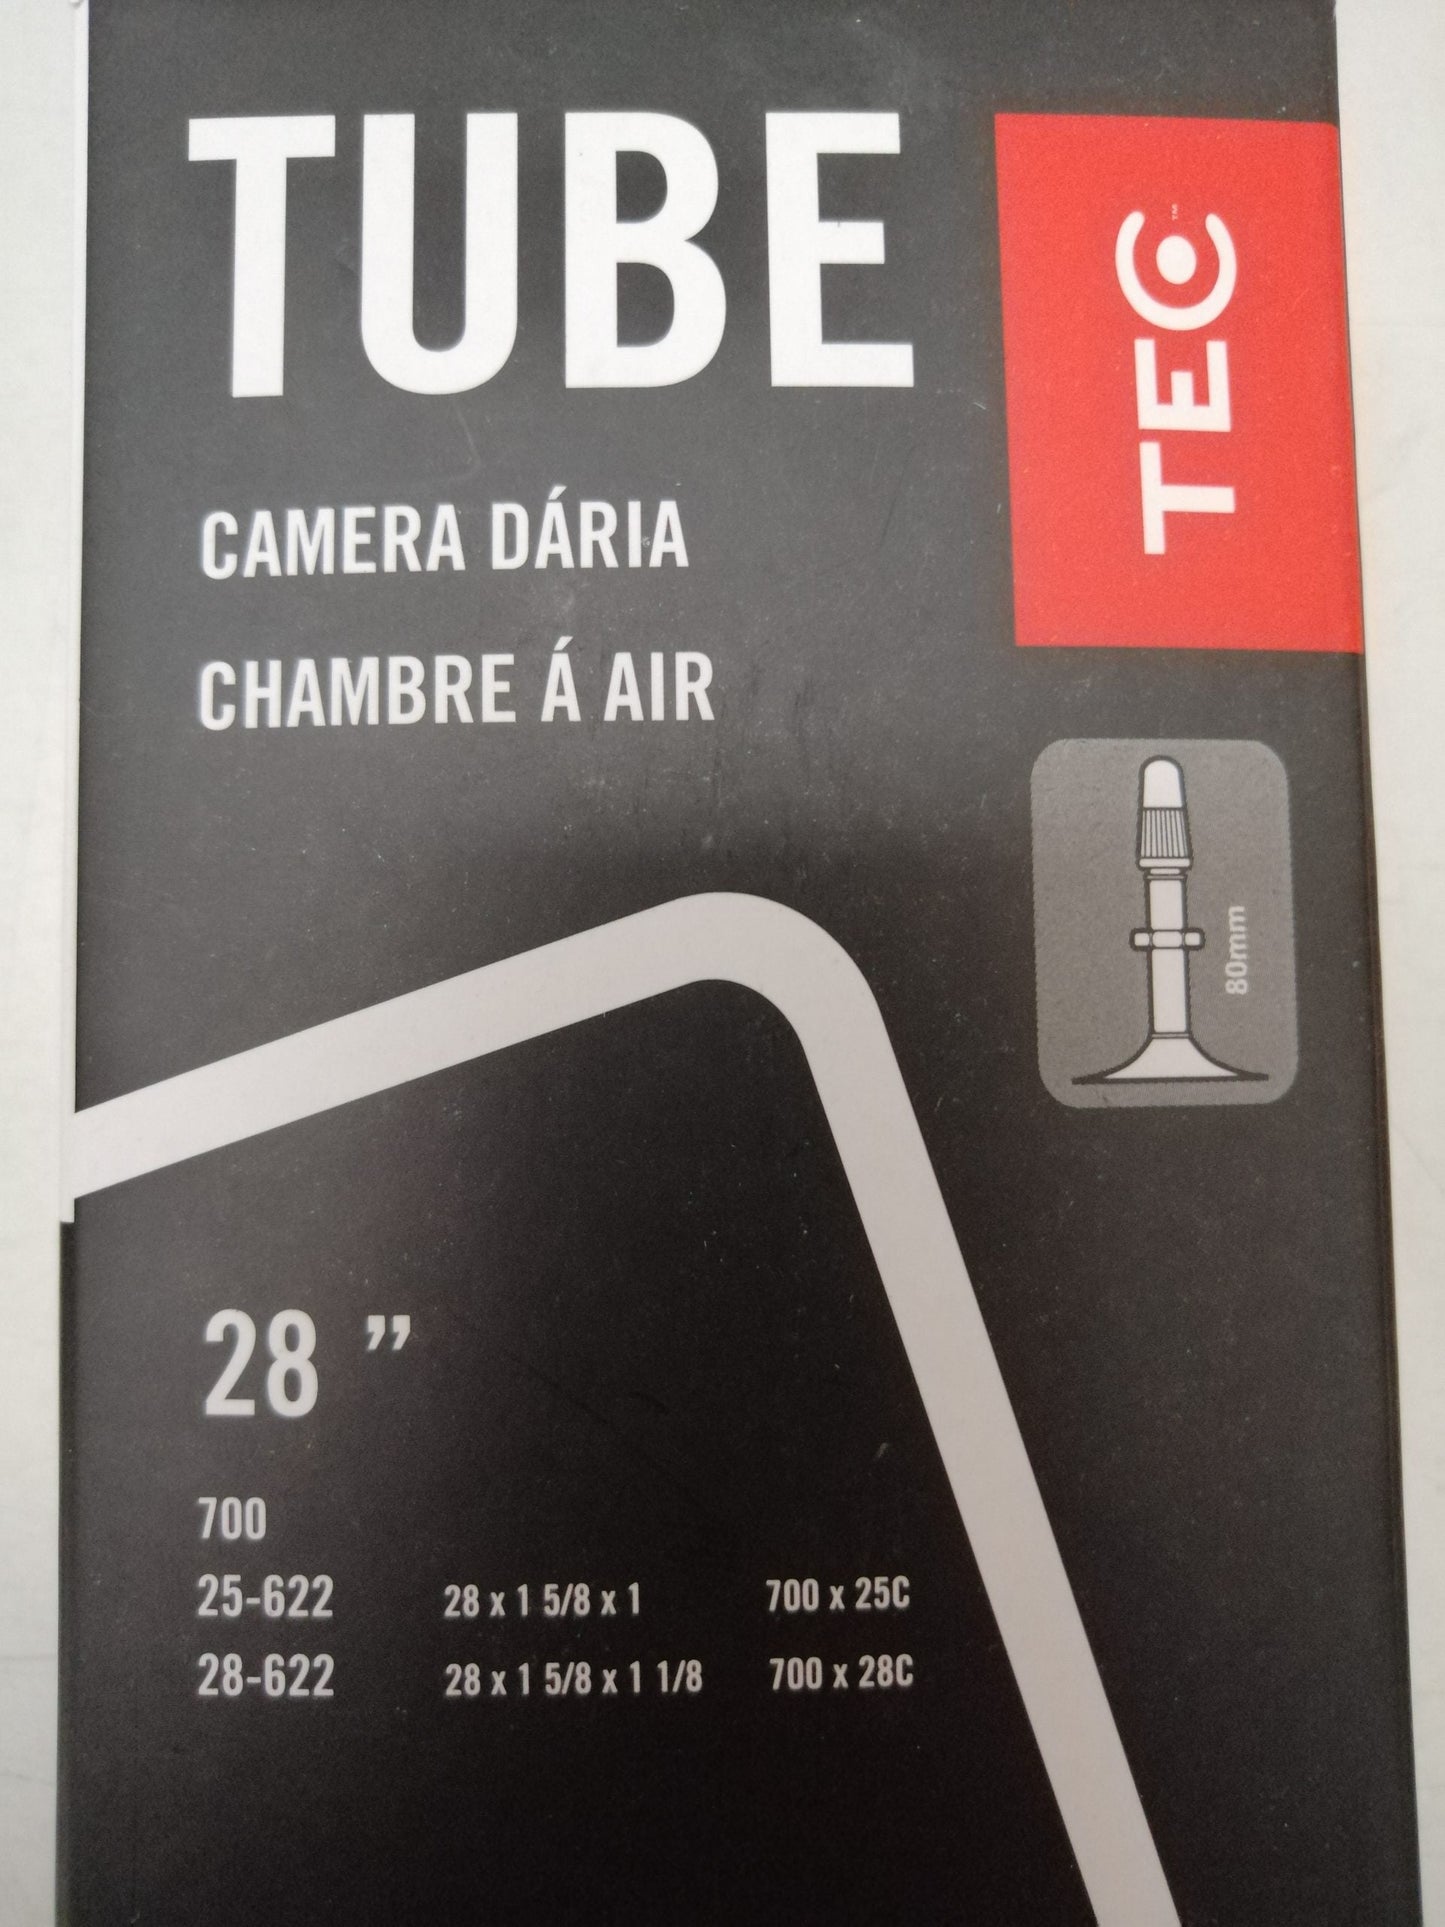 TUBE
TEC™
CAMERA DÁRIA
CHAMBRE Á AIR
80mm
28 ”
700
25-622 28 x 1 5/8 x 1 700 x 25C
28-622 28 x 1 5/8 x 1 1/8 700 x 28C